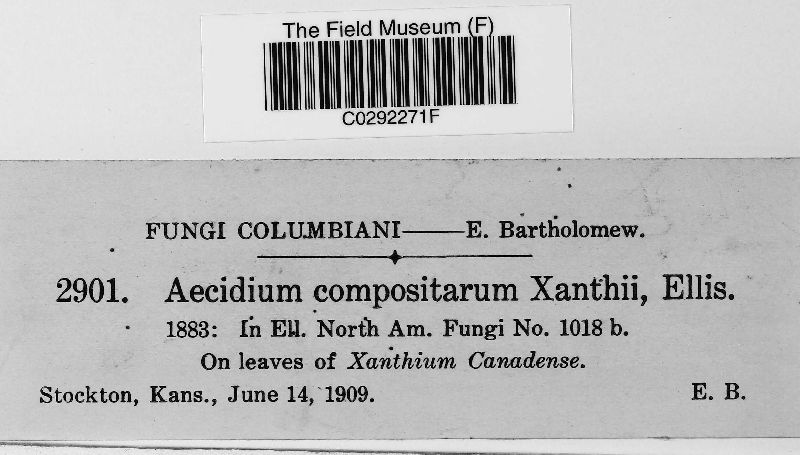 The Field Museum (F)
C0292271F
FUNGI COLUMBIANI——E. Bartholomew.
2901. Aecidium compositarum Xanthii, Ellis.
1883: In Ell. North Am. Fungi No. 1018 b.
On leaves of Xanthium Canadense.
Stockton, Kans., June 14, 1909. E. B.